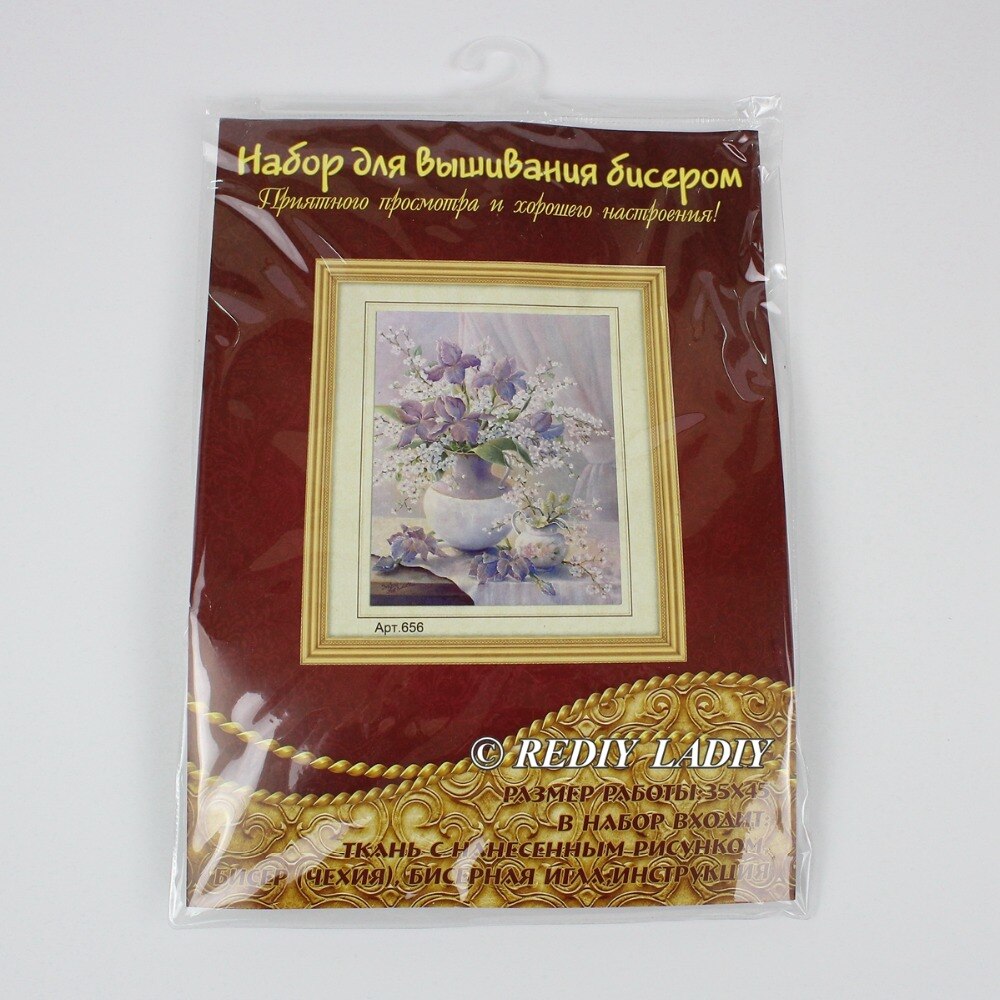 Набор для вышивания бисером
Приятного просмотра и хорошего настроения!
Арт.656
© REDIY LADIY
РАЗМЕР РАБОТЫ:35Х45
В НАБОР ВХОДИТ:
ТКАНЬ С НАНЕСЕННЫМ РИСУНКОМ,
БИСЕР (ЧЕХИЯ), БИСЕРНАЯ ИГЛА,ИНСТРУКЦИЯ